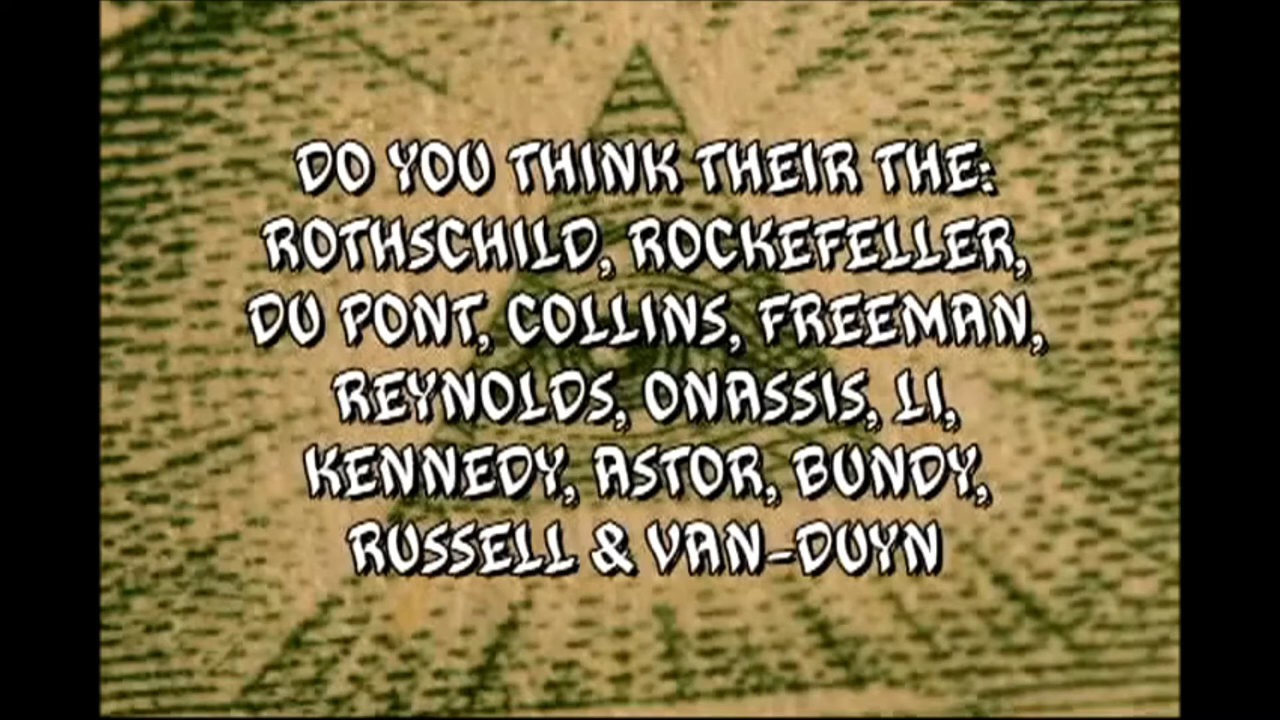 DO YOU THINK THEIR THE:
ROTHSCHILD, ROCKEFELLER,
DU PONT, COLLINS, FREEMAN,
REYNOLDS, ONASSIS, LI,
KENNEDY, ASTOR, BUNDY,
RUSSELL & VAN-DUYN